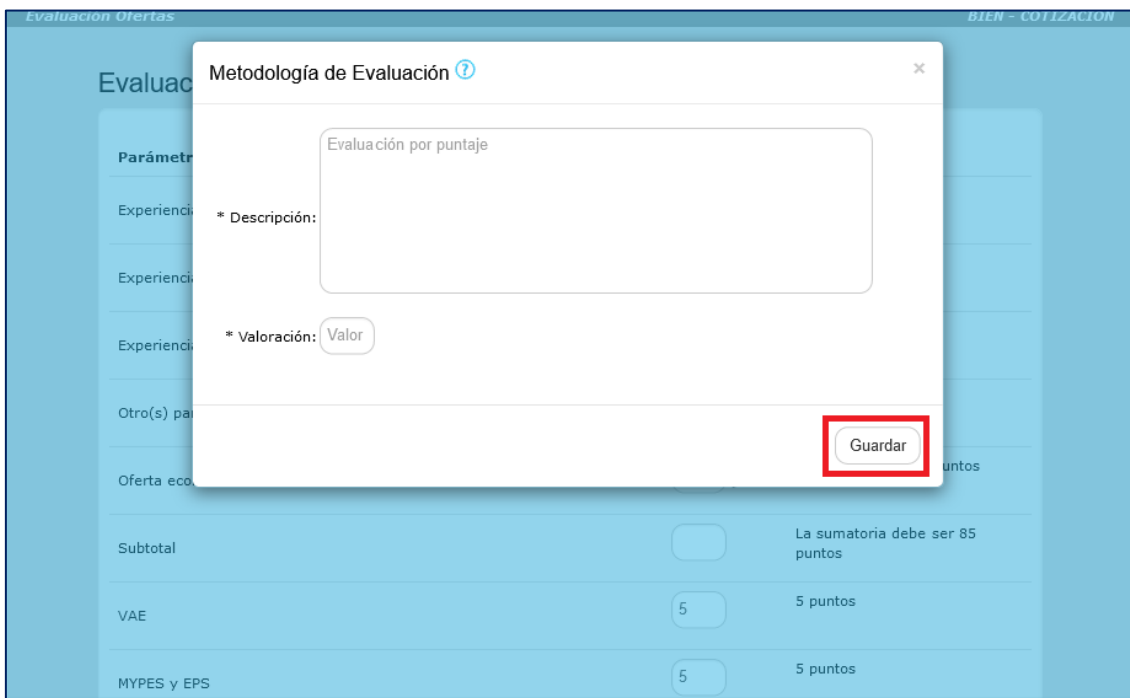 Evaluación Ofertas
BIEN - COTIZACION
Evaluac
Metodología de Evaluación ?
×
Parámetr
Evaluación por puntaje
Experienci
* Descripción:
Experienci
* Valoración: Valor
Experienci
Otro(s) par
Guardar
Oferta eco
untos
Subtotal
La sumatoria debe ser 85
puntos
VAE
5
5 puntos
MYPES y EPS
5
5 puntos